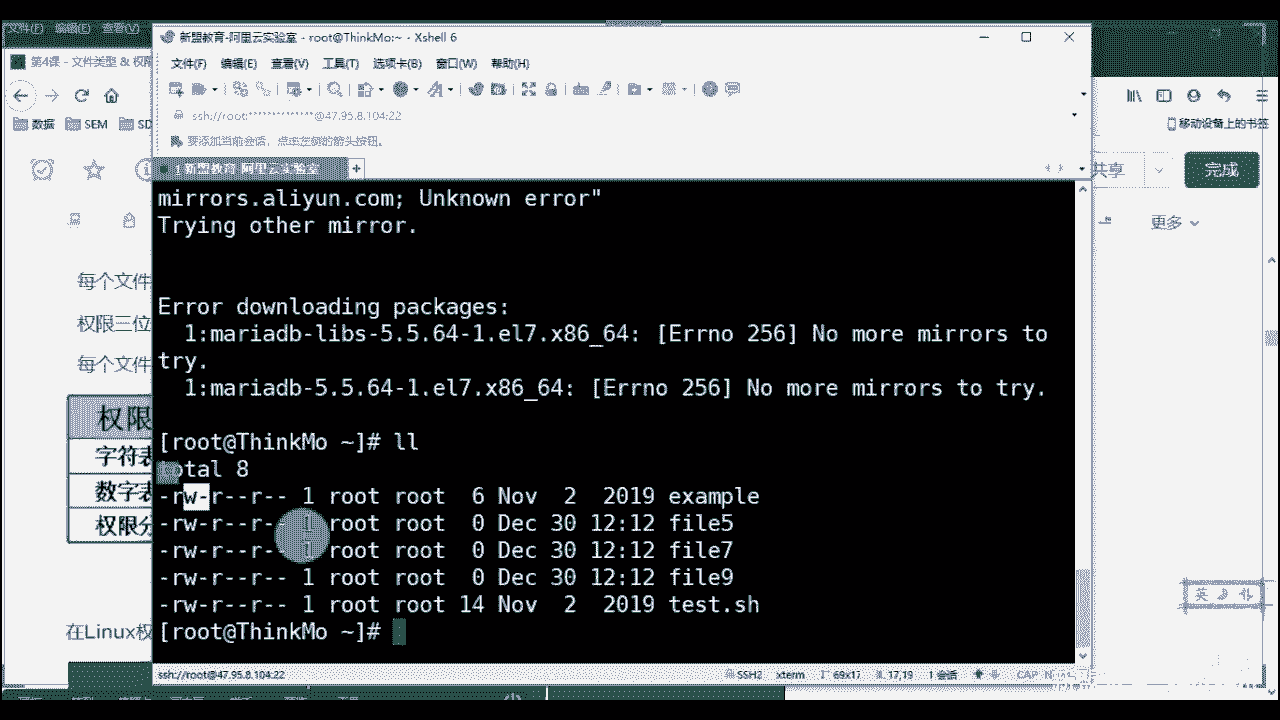 文件(F) 编辑(E) 查看(V)
新盟教育-阿里云实验室 - root@ThinkMo:~ - Xshell 6
第4课 - 文件类型 & 权限
文件(F) 编辑(E) 查看(V) 工具(T) 选项卡(B) 窗口(W) 帮助(H)
数据 SEM SD
移动设备上的书签
ssh://root:**************@47.95.8.104:22
要添加当前会话，点击左侧的箭头按钮。
1 新盟教育-阿里云实验室 +
共享
完成
更多
mirrors.aliyun.com; Unknown error"
Trying other mirror.
Error downloading packages:
1:mariadb-libs-5.5.64-1.el7.x86_64: [Errno 256] No more mirrors to
try.
1:mariadb-5.5.64-1.el7.x86_64: [Errno 256] No more mirrors to try.
[root@ThinkMo ~]# ll
total 8
-rw-r--r-- 1 root root 6 Nov 2 2019 example
-rw-r--r-- 1 root root 0 Dec 30 12:12 file5
-rw-r--r-- 1 root root 0 Dec 30 12:12 file7
-rw-r--r-- 1 root root 0 Dec 30 12:12 file9
-rw-r--r-- 1 root root 14 Nov 2 2019 test.sh
[root@ThinkMo ~]#
每个文件
权限三位
每个文件
权限
字符表
数字表
权限分
在Linux权
英
ssh://root@47.95.8.104:22 SSH2 xterm 69x17 17,19 1 会话 CAP